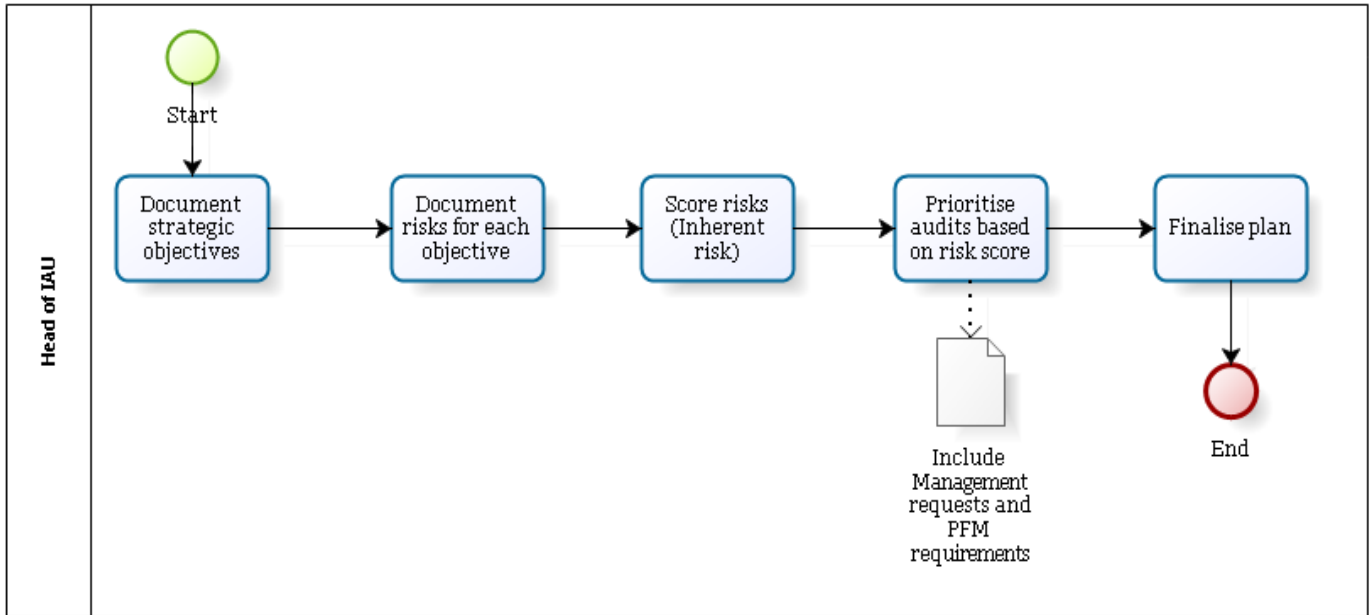 Head of IAU
Start
Document
strategic
objectives
Document
risks for each
objective
Score risks
(Inherent
risk)
Prioritise
audits based
on risk score
Finalise plan
Include
Management
requests and
PFM
requirements
End